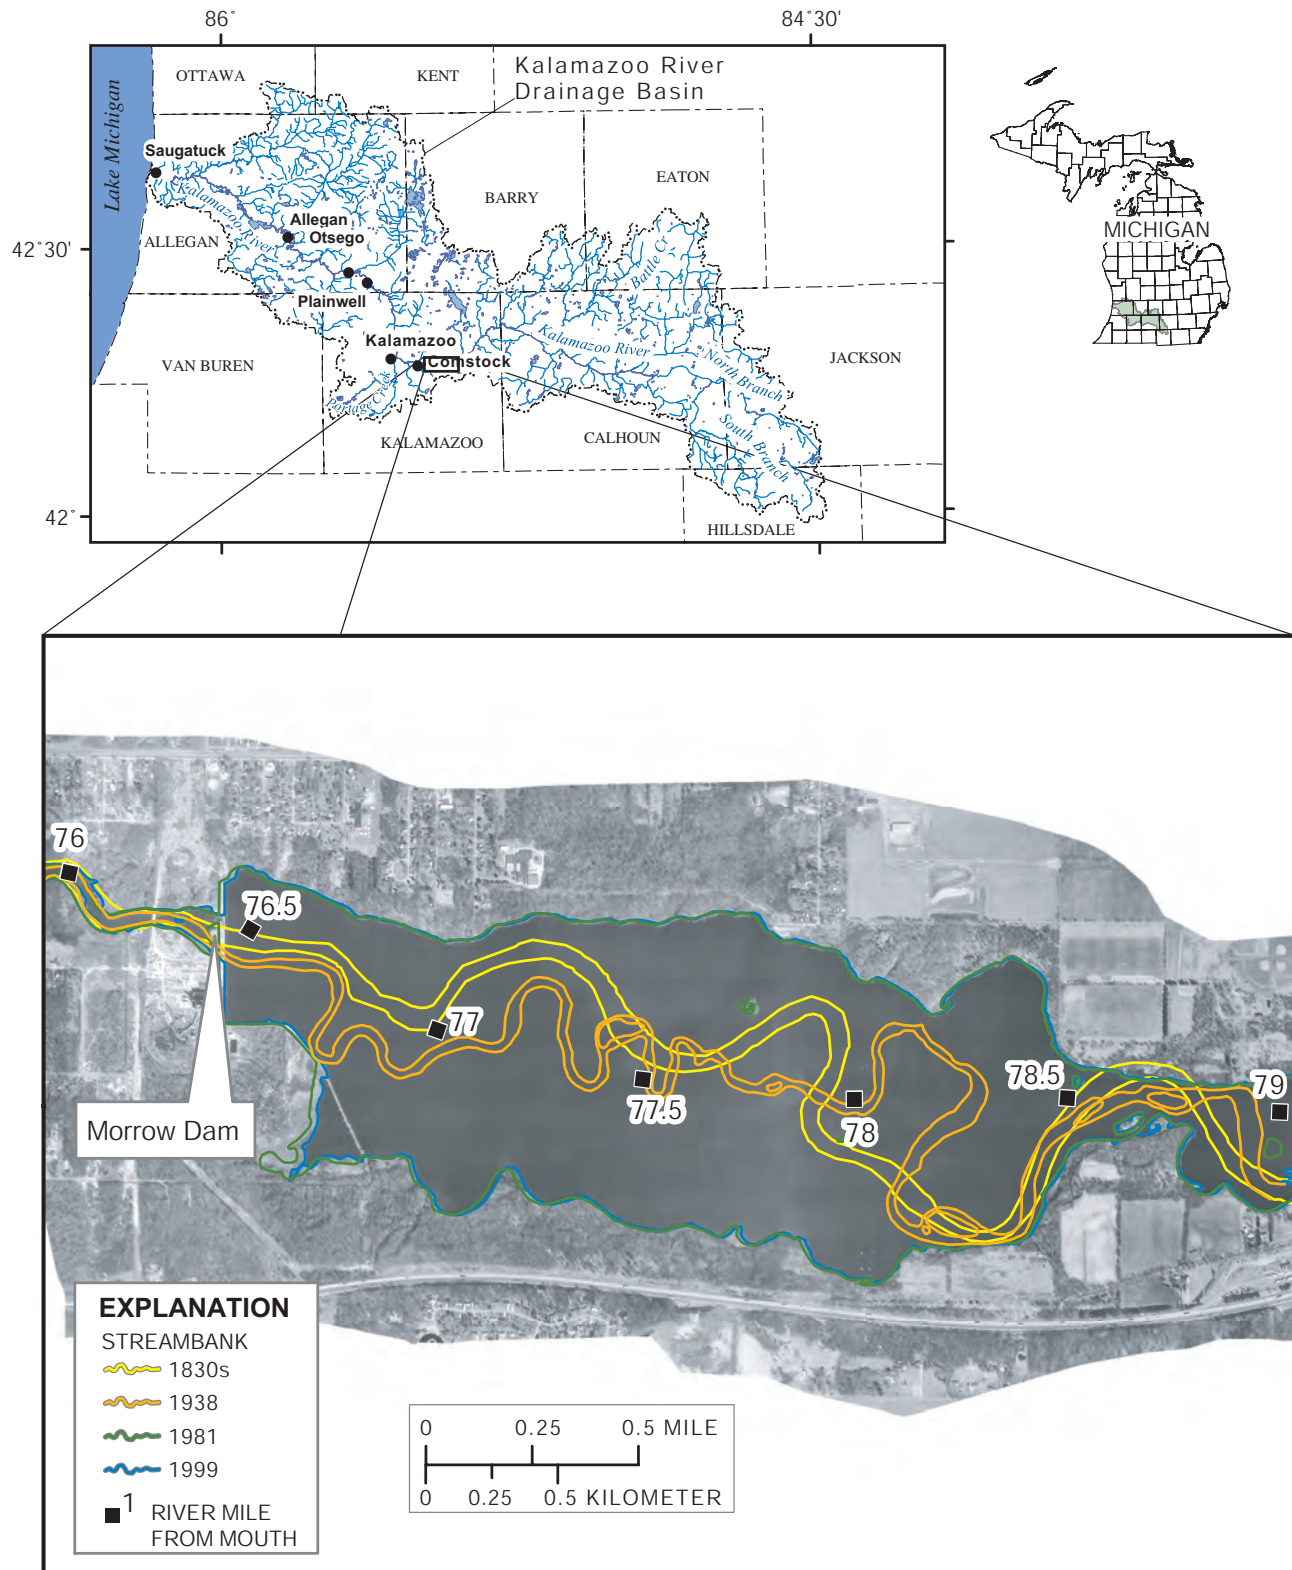 86°
84°30'
OTTAWA
KENT
Kalamazoo River
Drainage Basin
Lake Michigan
Saugatuck
Kalamazoo River
BARRY
EATON
MICHIGAN
Allegan
Otsego
ALLEGAN
42°30'
Battle Cr.
Plainwell
Kalamazoo
Comstock
Kalamazoo River
North Branch
JACKSON
VAN BUREN
Portage Creek
KALAMAZOO
CALHOUN
South Branch
42°
HILLSDALE
76
76.5
77
77.5
78
78.5
79
Morrow Dam
EXPLANATION
STREAMBANK
1830s
1938
1981
1999
1 RIVER MILE
FROM MOUTH
0 0.25 0.5 MILE
0 0.25 0.5 KILOMETER